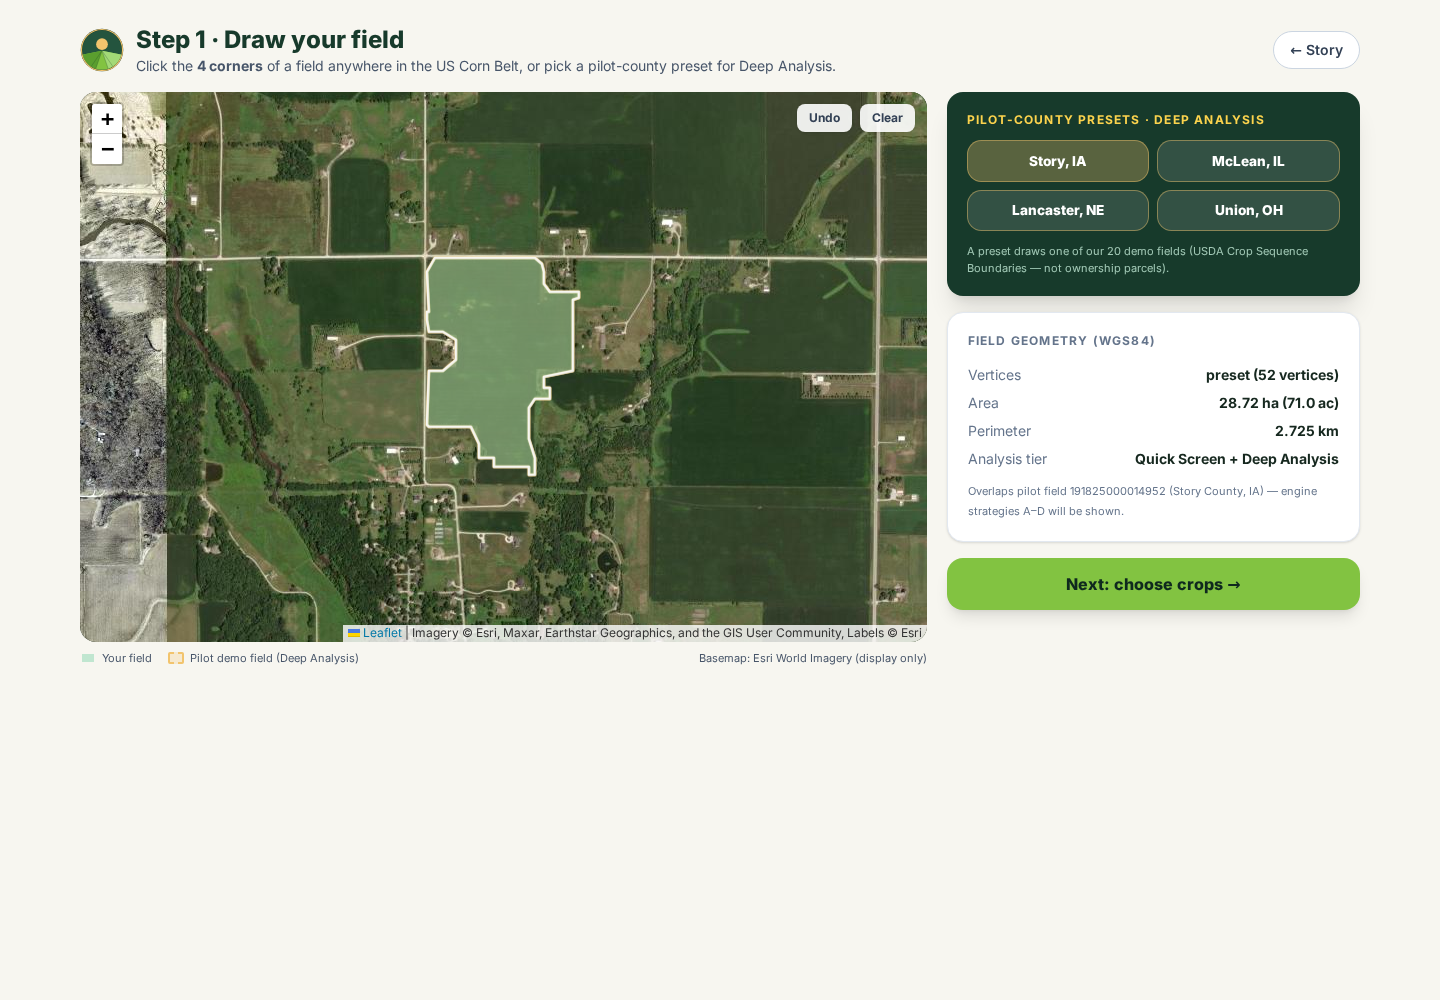 Step 1 · Draw your field
Click the 4 corners of a field anywhere in the US Corn Belt, or pick a pilot-county preset for Deep Analysis.
← Story
+
−
Undo
Clear
Leaflet | Imagery © Esri, Maxar, Earthstar Geographics, and the GIS User Community, Labels © Esri
Your field
Pilot demo field (Deep Analysis)
Basemap: Esri World Imagery (display only)
PILOT-COUNTY PRESETS · DEEP ANALYSIS
Story, IA
McLean, IL
Lancaster, NE
Union, OH
A preset draws one of our 20 demo fields (USDA Crop Sequence
Boundaries — not ownership parcels).
FIELD GEOMETRY (WGS84)
Vertices preset (52 vertices)
Area 28.72 ha (71.0 ac)
Perimeter 2.725 km
Analysis tier Quick Screen + Deep Analysis
Overlaps pilot field 191825000014952 (Story County, IA) — engine
strategies A–D will be shown.
Next: choose crops →